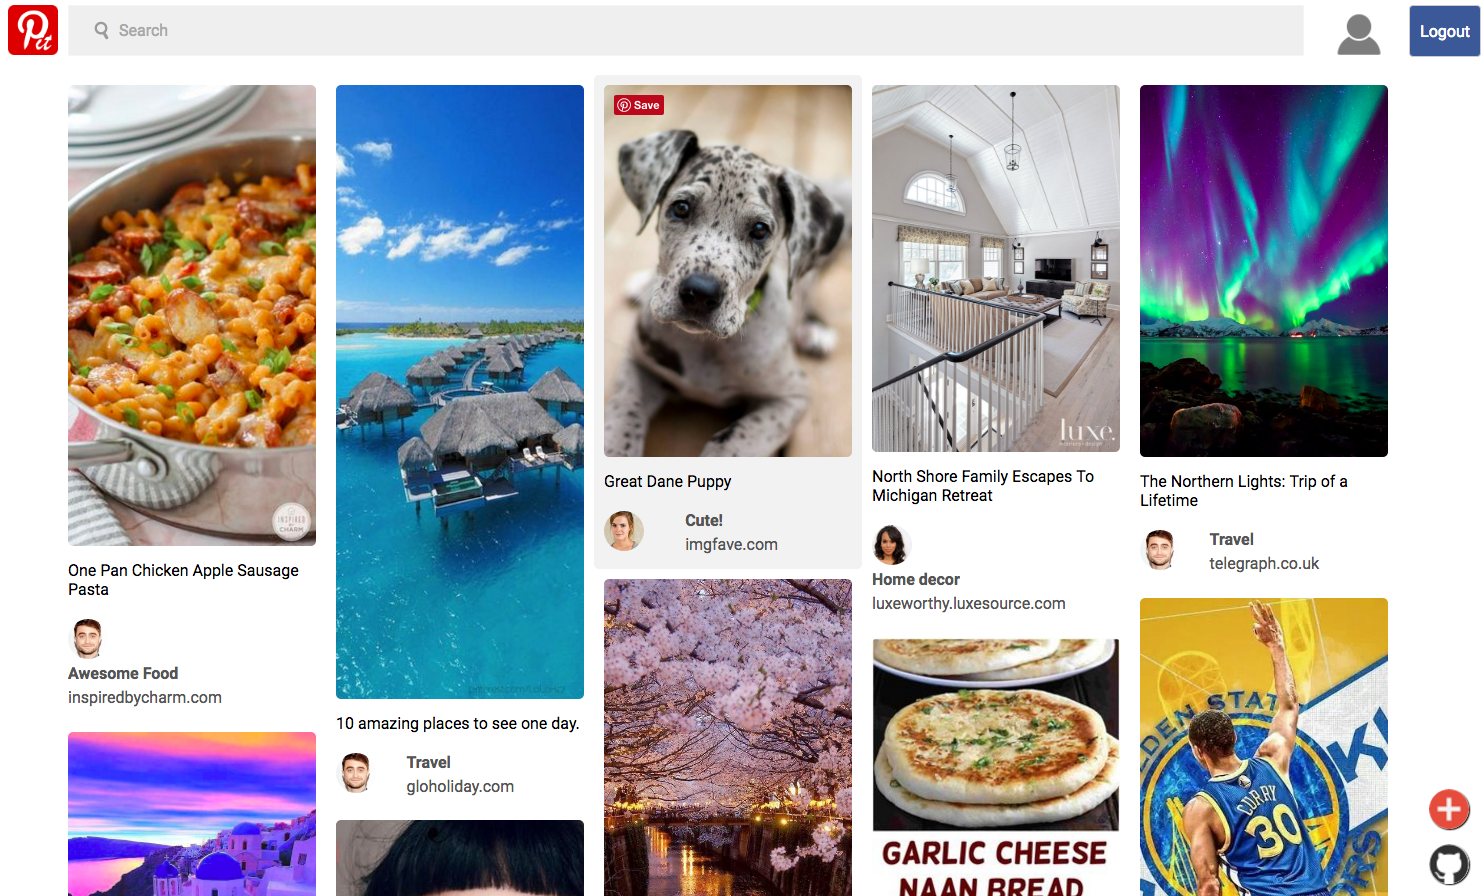 Pit
Search
Logout
INSPIRED
BY
CHARM
One Pan Chicken Apple Sausage
Pasta
Awesome Food
inspiredbycharm.com
10 amazing places to see one day.
Travel
gloholiday.com
Save
Great Dane Puppy
Cute!
imgfave.com
luxe.
North Shore Family Escapes To
Michigan Retreat
Home decor
luxeworthy.luxesource.com
GARLIC CHEESE
NAAN BREAD
The Northern Lights: Trip of a
Lifetime
Travel
telegraph.co.uk
CURRY
30